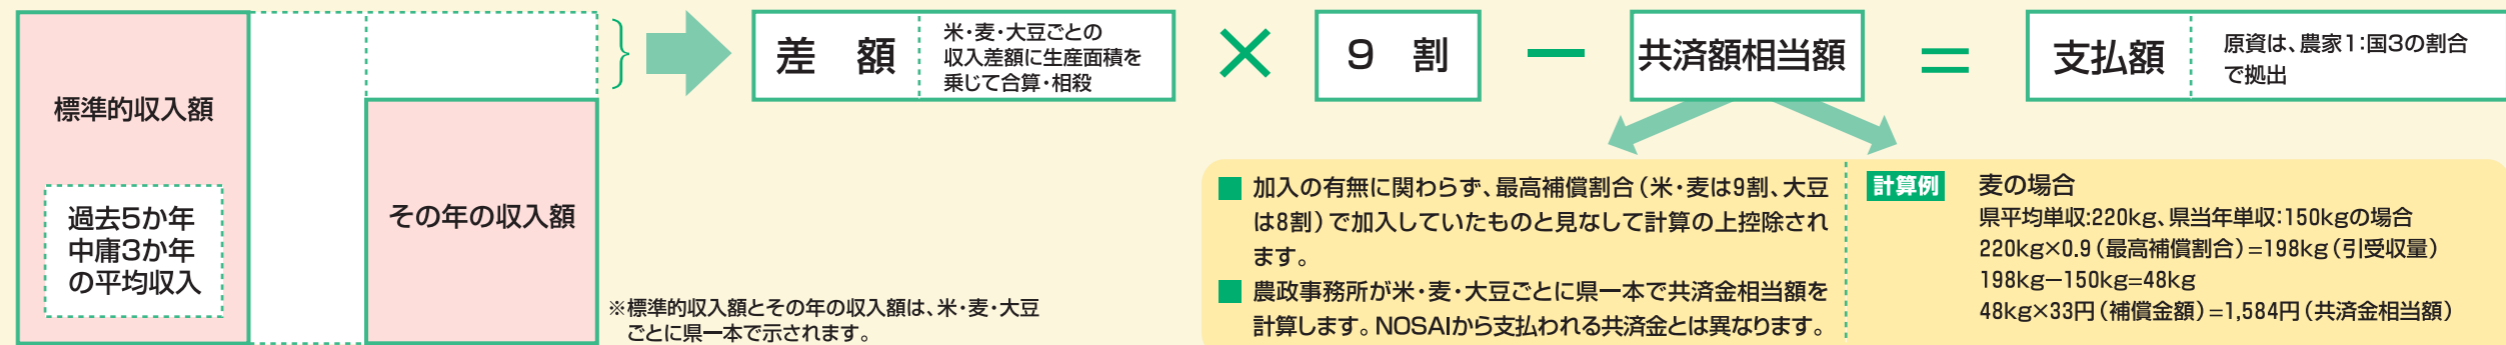 標準的収入額
過去5か年
中庸3か年
の平均収入
その年の収入額
※標準的収入額とその年の収入額は、米・麦・大豆
ごとに県一本で示されます。
差 額
米・麦・大豆ごとの
収入差額に生産面積を
乗じて合算・相殺
×
9 割
ー
共済額相当額
=
支払額
原資は、農家1:国3の割合
で拠出
■ 加入の有無に関わらず、最高補償割合(米・麦は9割、大豆
は8割)で加入していたものと見なして計算の上控除され
ます。
■ 農政事務所が米・麦・大豆ごとに県一本で共済金相当額を
計算します。NOSAIから支払われる共済金とは異なります。
計算例 麦の場合
県平均単収:220kg、県当年単収:150kgの場合
220kg×0.9(最高補償割合)=198kg(引受収量)
198kgー150kg=48kg
48kg×33円(補償金額)=1,584円(共済金相当額)